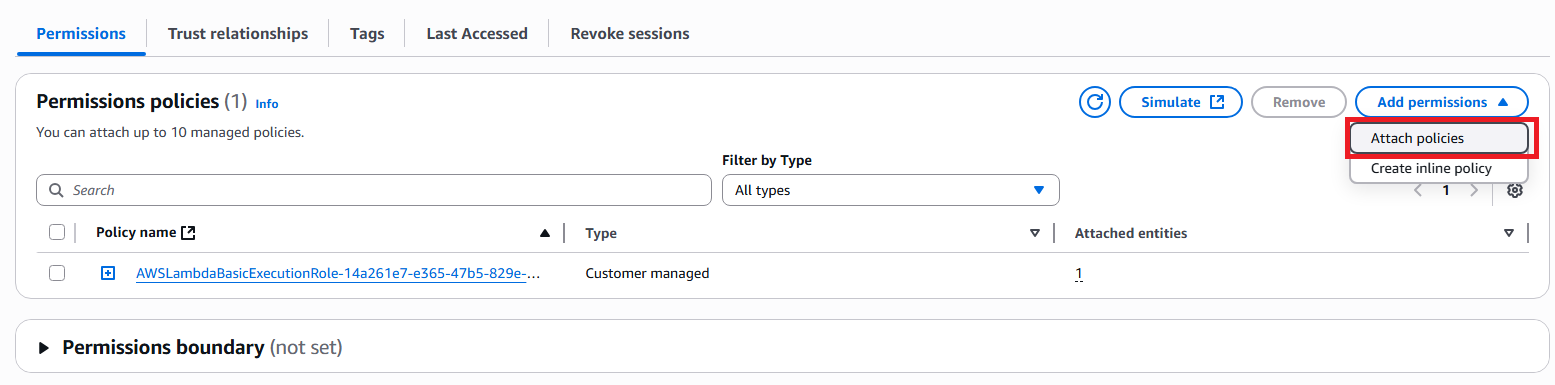 Permissions Trust relationships Tags Last Accessed Revoke sessions
Permissions policies (1) Info
Simulate Remove Add permissions
You can attach up to 10 managed policies.
Attach policies
Create inline policy
Filter by Type
Search All types 1
Policy name Type Attached entities
AWSLambdaBasicExecutionRole-14a261e7-e365-47b5-829e-... Customer managed 1
Permissions boundary (not set)